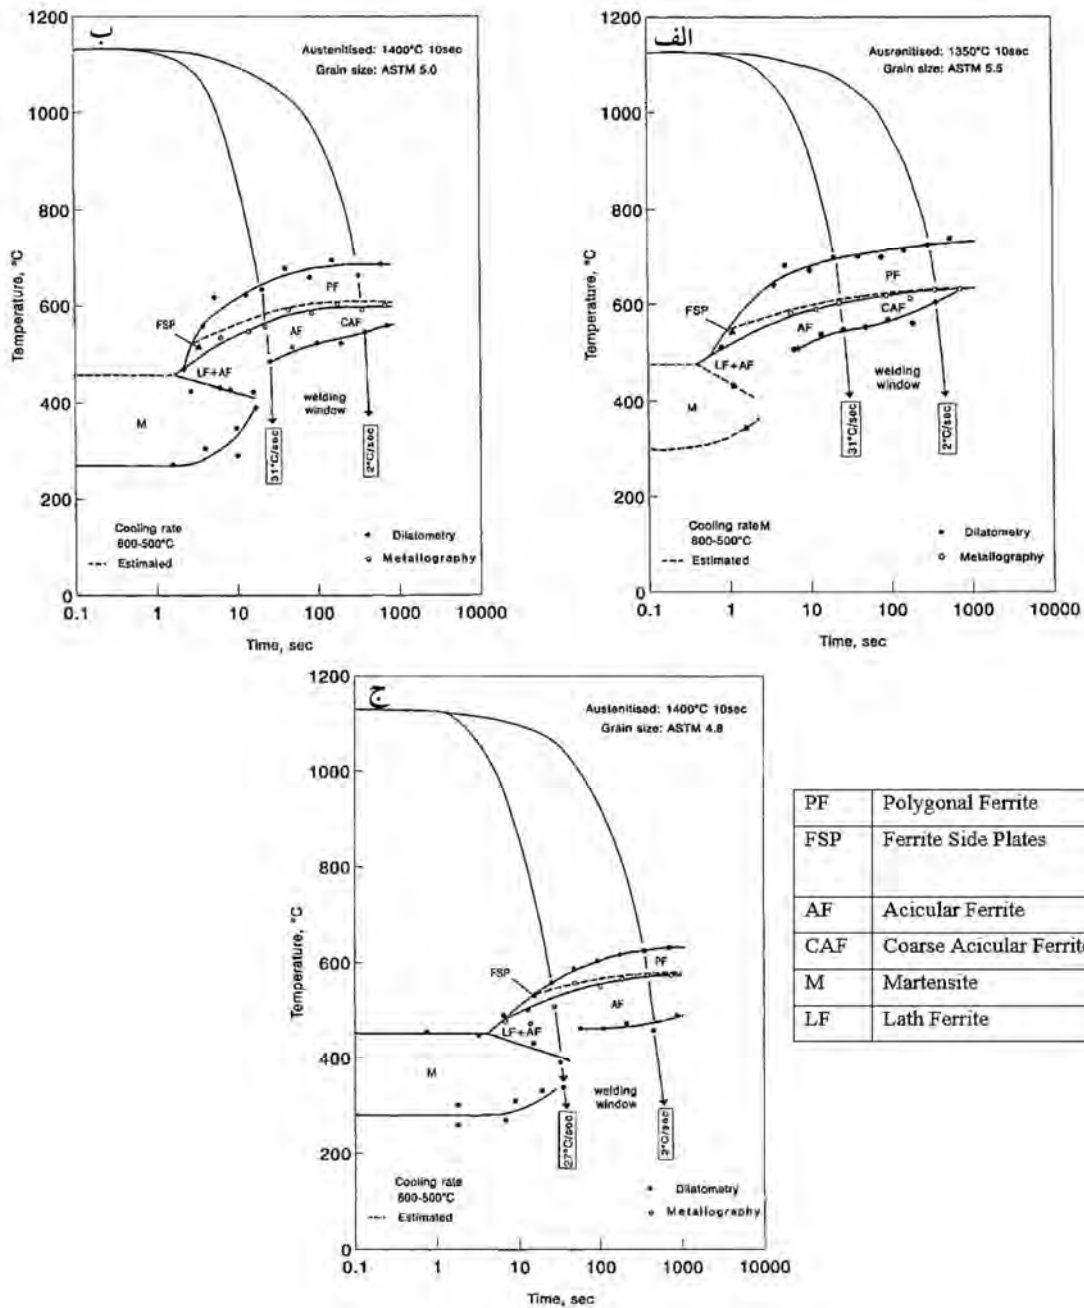 ب
Austenitised: 1400°C 10sec
Grain size: ASTM 5.0
1200
1000
800
600
400
200
0
Temperature, °C
FSP
PF
AF
CAF
LF+AF
M
welding
window
31°C/sec
2°C/sec
Cooling rate
800-500°C
Estimated
Dilatometry
Metallography
0.1
1
10
100
1000
10000
Time, sec
الف
Ausrenitised: 1350°C 10sec
Grain size: ASTM 5.5
1200
1000
800
600
400
200
0
Temperature, °C
FSP
PF
AF
CAF
LF+AF
M
welding
window
31°C/sec
2°C/sec
Cooling rate M
800-500°C
Estimated
Dilatometry
Metallography
0.1
1
10
100
1000
10000
Time, sec
ج
Austenitised: 1400°C 10sec
Grain size: ASTM 4.8
1200
1000
800
600
400
200
0
Temperature, °C
FSP
PF
AF
LF+AF
M
welding
window
27°C/sec
2°C/sec
Cooling rate
800-500°C
Estimated
Dilatometry
Metallography
0.1
1
10
100
1000
10000
Time, sec
PF Polygonal Ferrite
FSP Ferrite Side Plates
AF Acicular Ferrite
CAF Coarse Acicular Ferrite
M Martensite
LF Lath Ferrite